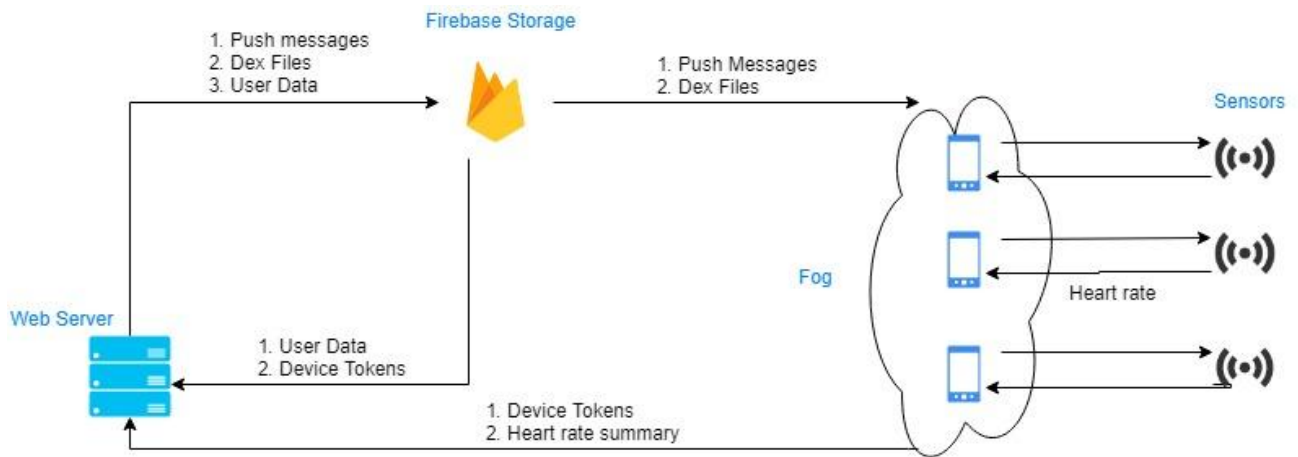 Firebase Storage
1. Push messages
2. Dex Files
3. User Data
1. Push Messages
2. Dex Files
Sensors
Fog
Heart rate
Web Server
1. User Data
2. Device Tokens
1. Device Tokens
2. Heart rate summary